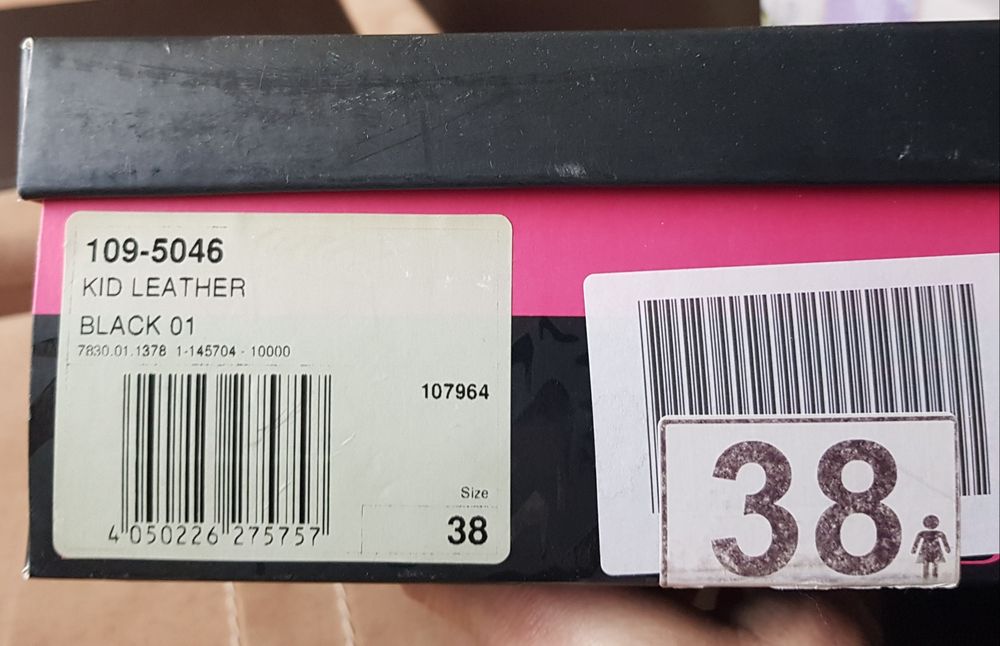 109-5046
KID LEATHER
BLACK 01
7830.01.1378 1-145704 - 10000
107964
Size
38
4 050226 275757
38